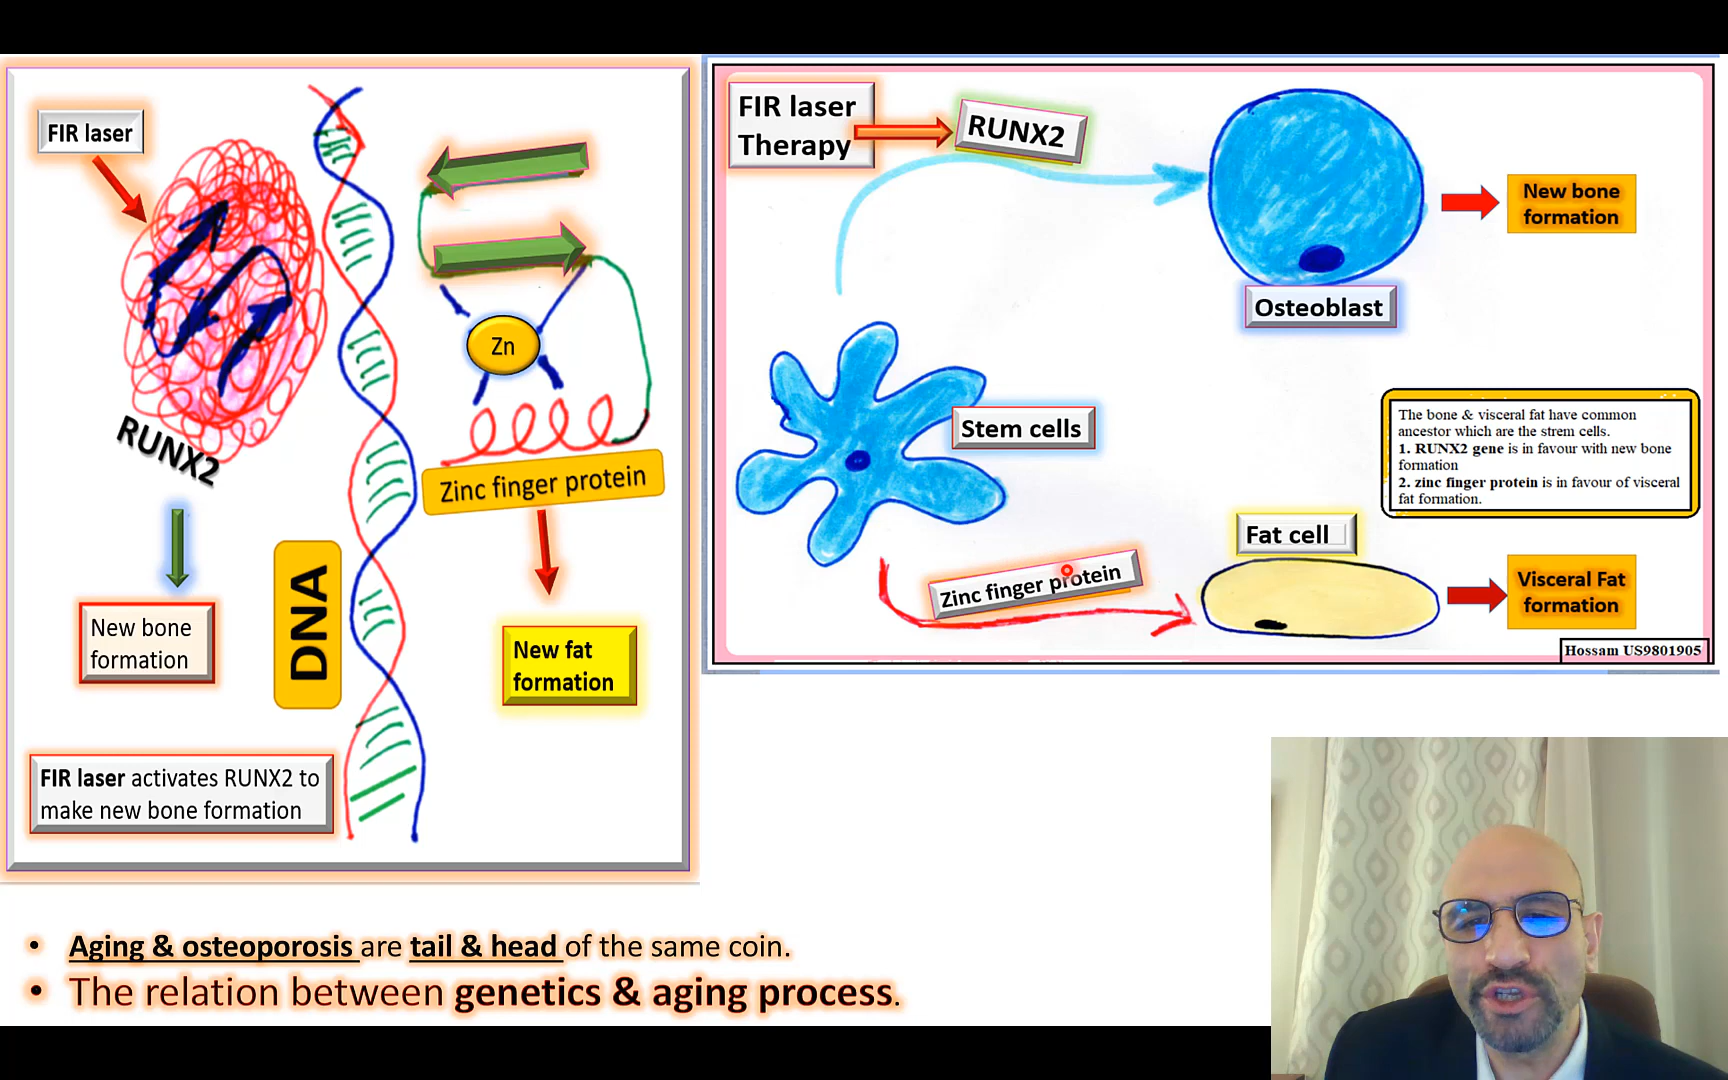 FIR laser
RUNX2
New bone
formation
FIR laser activates RUNX2 to
make new bone formation
DNA
Zn
Zinc finger protein
New fat
formation
FIR laser
Therapy
RUNX2
Osteoblast
New bone
formation
Stem cells
The bone & visceral fat have common
ancestor which are the strem cells.
1. RUNX2 gene is in favour with new bone
formation
2. zinc finger protein is in favour of visceral
fat formation.
Fat cell
Zinc finger protein
Visceral Fat
formation
Hossam US9801905
• Aging & osteoporosis are tail & head of the same coin.
• The relation between genetics & aging process.